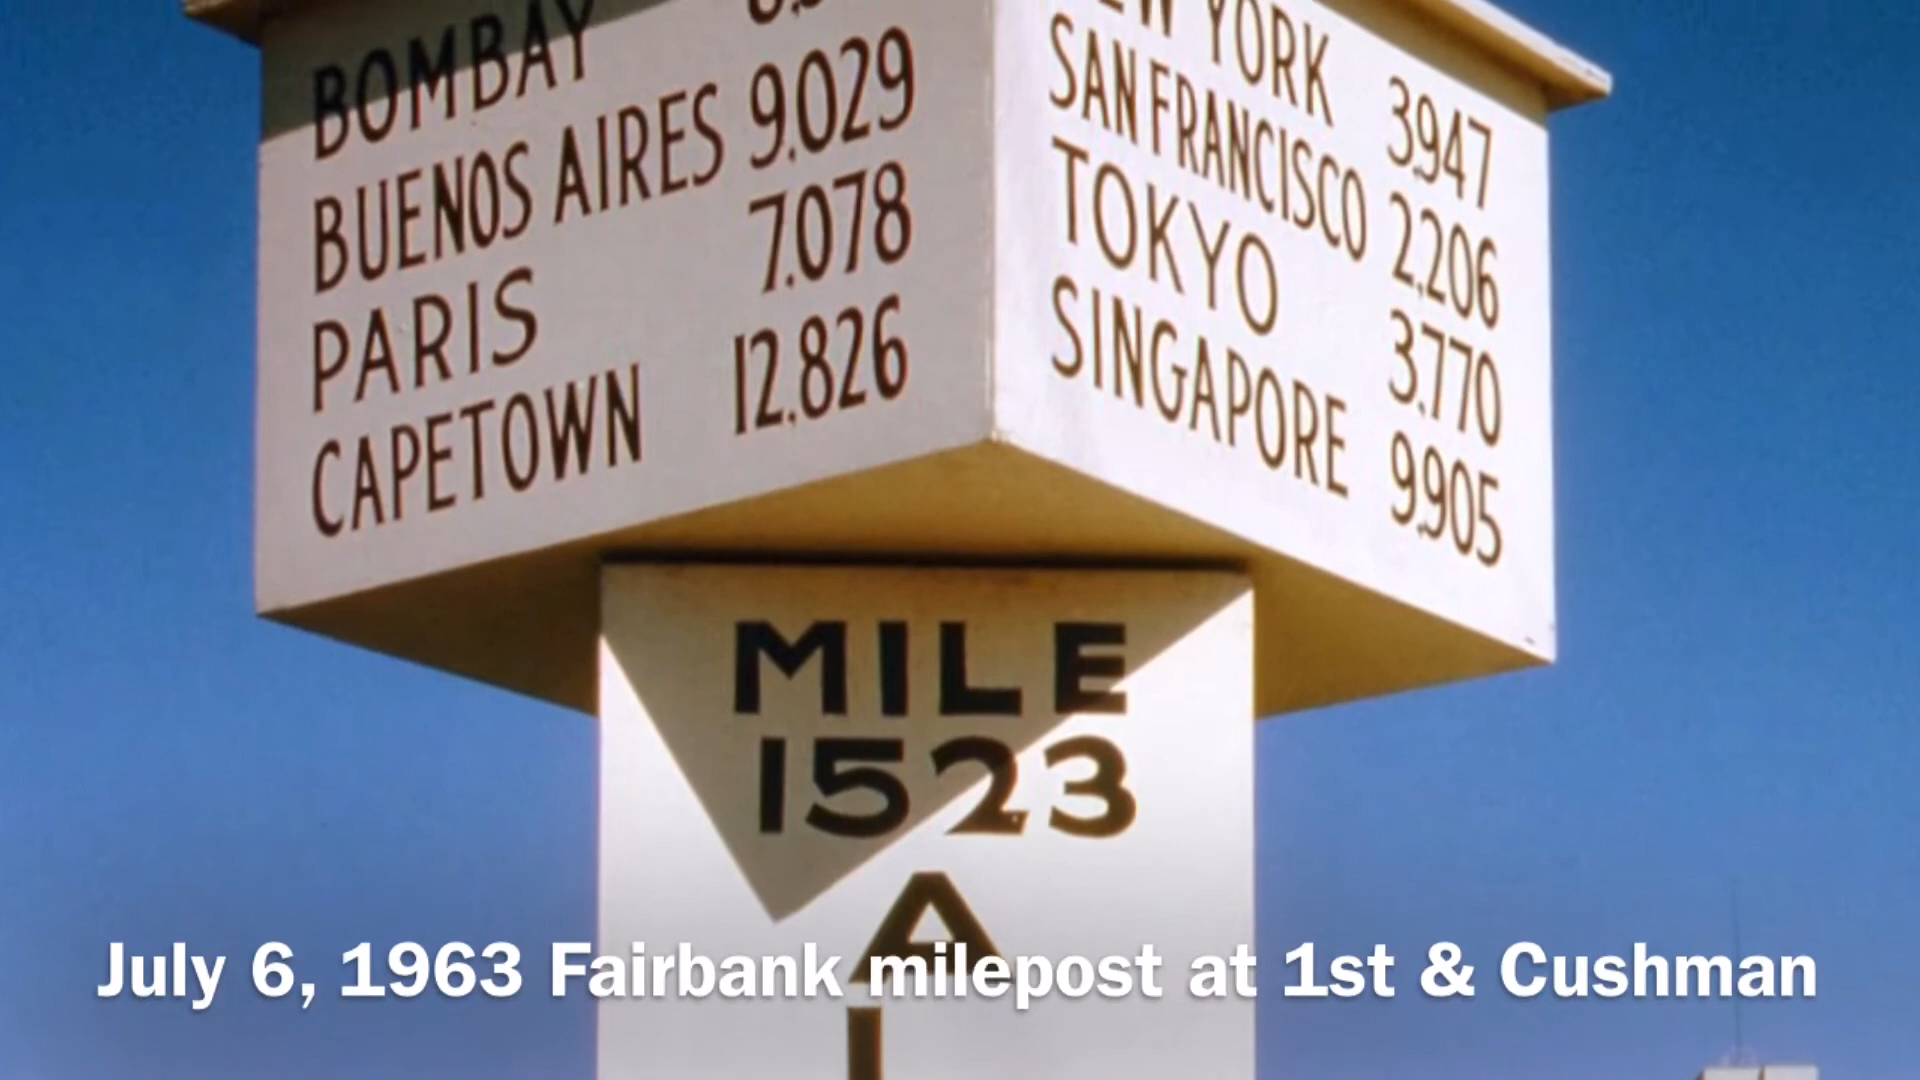 BOMBAY
BUENOS AIRES 9,029
PARIS 7,078
CAPETOWN 12,826
YORK 3,947
SAN FRANCISCO 2,206
TOKYO 3,770
SINGAPORE 9,905
MILE
1523
A
L
July 6, 1963 Fairbank milepost at 1st & Cushman